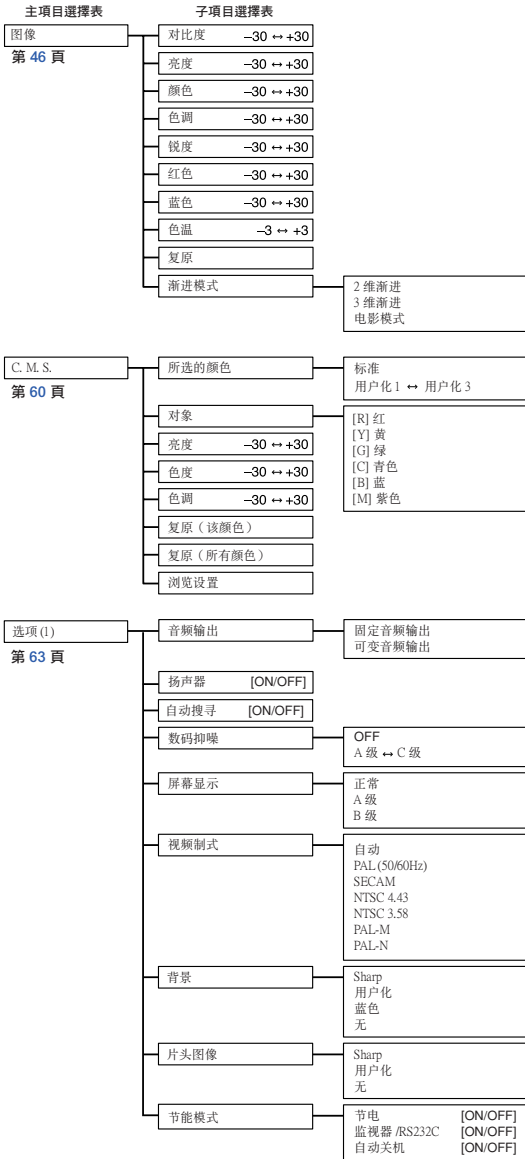 主項目選擇表 子項目選擇表
图像 对比度 –30 ↔ +30
第 46 頁
亮度 –30 ↔ +30
颜色 –30 ↔ +30
色调 –30 ↔ +30
锐度 –30 ↔ +30
红色 –30 ↔ +30
蓝色 –30 ↔ +30
色温 –3 ↔ +3
复原
渐进模式
2 维渐进
3 维渐进
电影模式
C. M. S. 所选的颜色 标准
第 60 頁
用户化 1 ↔ 用户化 3
对象
[R] 红
[Y] 黄
[G] 绿
[C] 青色
[B] 蓝
[M] 紫色
亮度 –30 ↔ +30
色度 –30 ↔ +30
色调 –30 ↔ +30
复原（该颜色）
复原（所有颜色）
浏览设置
选项 (1) 音频输出 固定音频输出
第 63 頁
可变音频输出
扬声器 [ON/OFF]
自动搜寻 [ON/OFF]
数码抑噪 OFF
A 级 ↔ C 级
屏幕显示 正常
A 级
B 级
视频制式 自动
PAL (50/60Hz)
SECAM
NTSC 4.43
NTSC 3.58
PAL-M
PAL-N
背景 Sharp
用户化
蓝色
无
片头图像 Sharp
用户化
无
节能模式 节电 [ON/OFF]
监视器 /RS232C [ON/OFF]
自动关机 [ON/OFF]